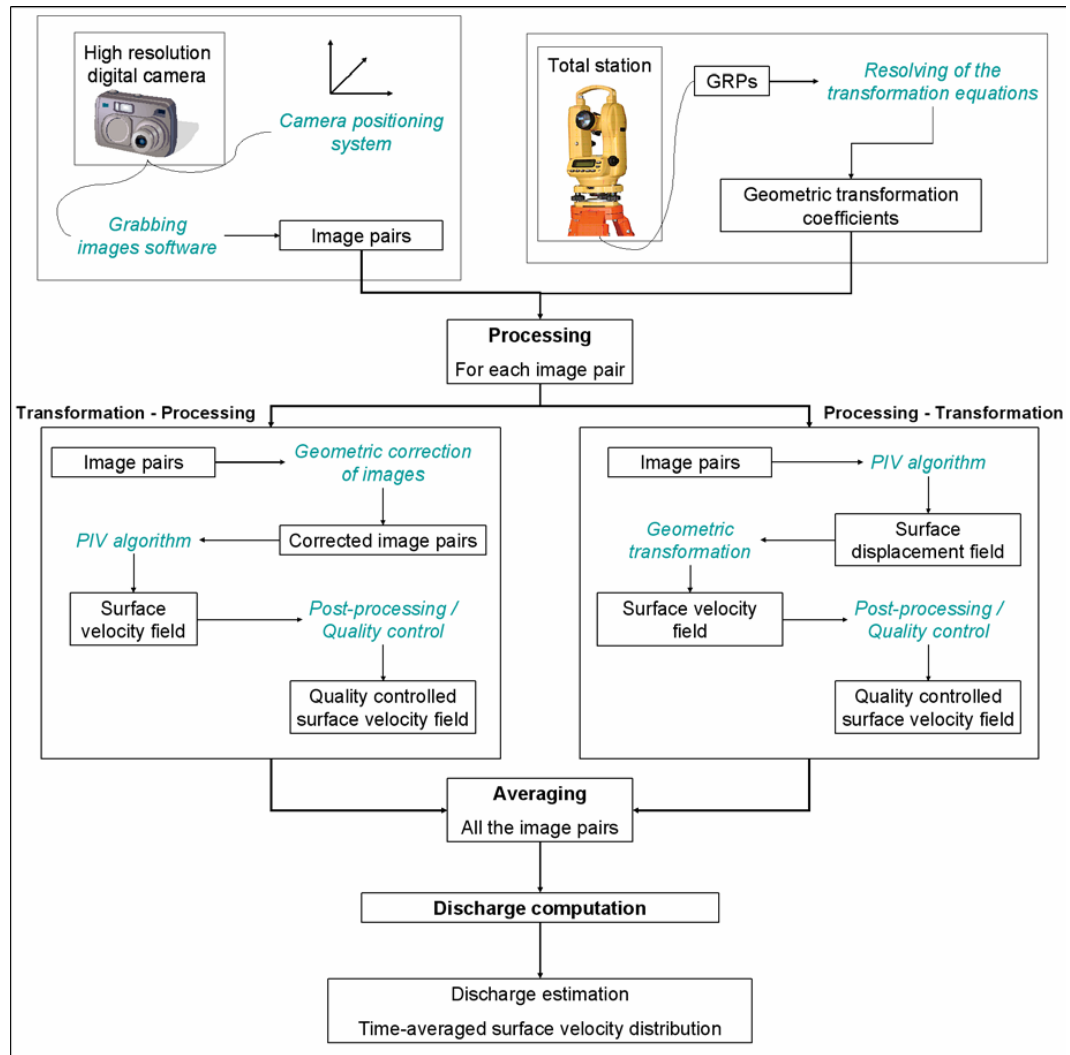 High resolution
digital camera
Camera positioning
system
Grabbing
images software
Image pairs
Total station
GRPs
Resolving of the
transformation equations
Geometric transformation
coefficients
Processing
For each image pair
Transformation - Processing
Image pairs
Geometric correction
of images
Corrected image pairs
PIV algorithm
Surface
velocity field
Post-processing /
Quality control
Quality controlled
surface velocity field
Processing - Transformation
Image pairs
PIV algorithm
Surface
displacement field
Geometric
transformation
Surface velocity
field
Post-processing /
Quality control
Quality controlled
surface velocity field
Averaging
All the image pairs
Discharge computation
Discharge estimation
Time-averaged surface velocity distribution